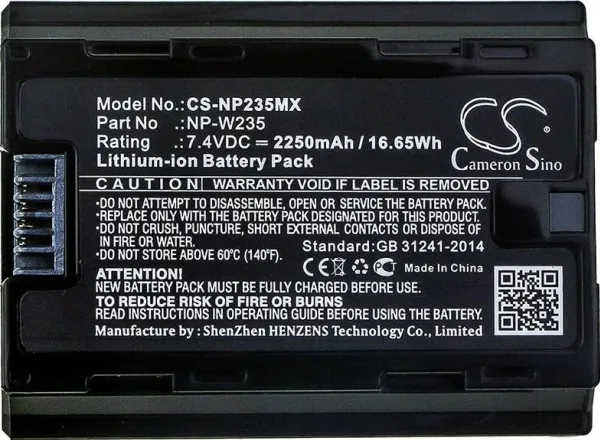 Model No.: CS-NP235MX
Part No : NP-W235
Rating : 7.4VDC ⎓ 2250mAh / 16.65Wh
Lithium-ion Battery Pack
CS
Cameron Sino
CAUTION WARRANTY INVALID IF LABEL IS REMOVED
•DO NOT ATTEMPT TO DISASSEMBLE, OPEN OR SERVICE BATTERY
•REPLACE ONLY WITH THE BATTERY PACK DESIGNATED FOR THIS PRODUCT
•DO NOT CRUSH, PUNCTURE, SHORT EXTERNAL CONTACTS OR DISPOSE OF
IN FIRE OR WATER
•DO NOT STORE ABOVE 60℃ (140℉)
Standard:GB 31241-2014
CE Made In China
ATTENTION!
NEW BATTERY PACK MUST BE FULLY CHARGED BEFORE USE
TO REDUCE RISK OF FIRE OR BURNS
READ INSTRUCTIONS IN OPERATING GUIDE BEFORE USING THIS PRODUCT
Manufacture by : ShenZhen HENZENS Technology Co., Limited